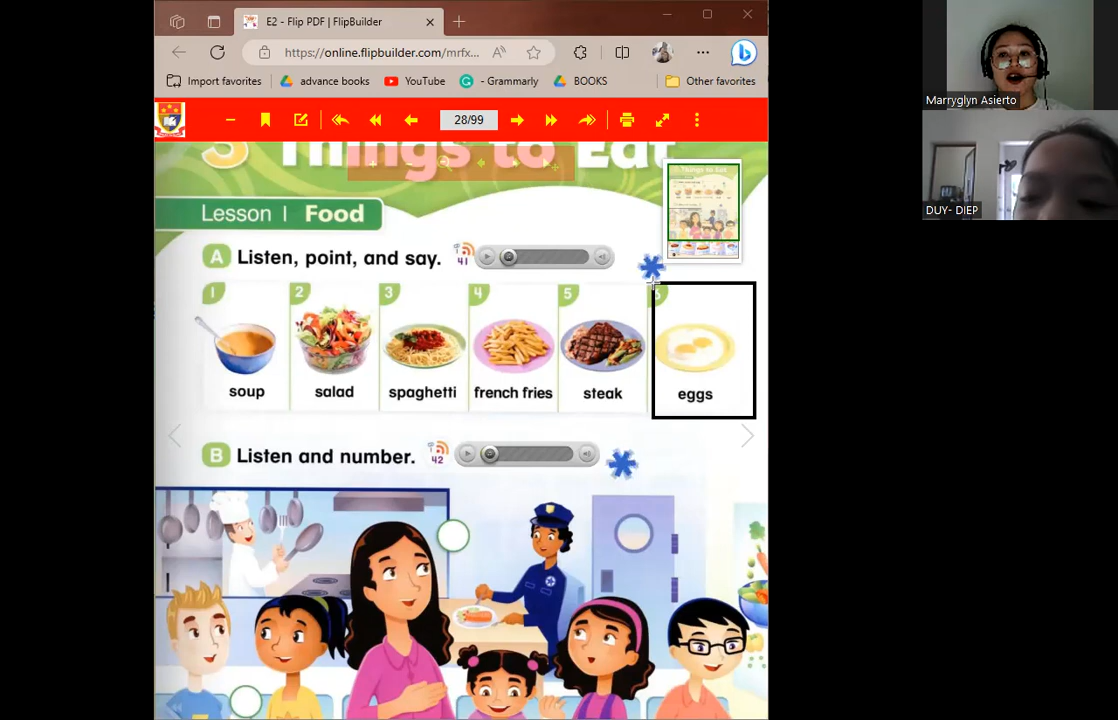 E2 - Flip PDF | FlipBuilder
https://online.flipbuilder.com/mrfx...
Import favorites
advance books
YouTube
- Grammarly
BOOKS
Other favorites
28/99
3 Things to Eat
Lesson 1 Food
A Listen, point, and say.
41
1
2
3
4
5
6
soup
salad
spaghetti
french fries
steak
eggs
B Listen and number.
42
Marryglyn Asierto
DUY- DIEP